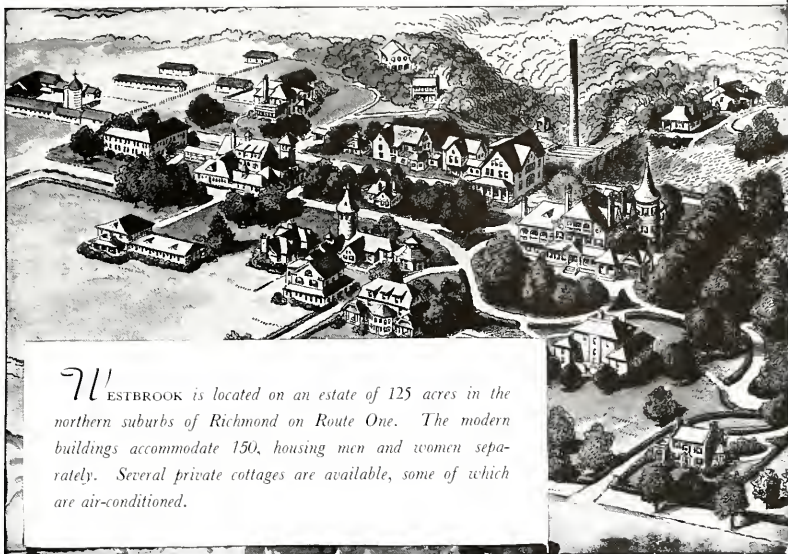 WESTBROOK is located on an estate of 125 acres in the
northern suburbs of Richmond on Route One. The modern
buildings accommodate 150, housing men and women sepa-
rately. Several private cottages are available, some of which
are air-conditioned.